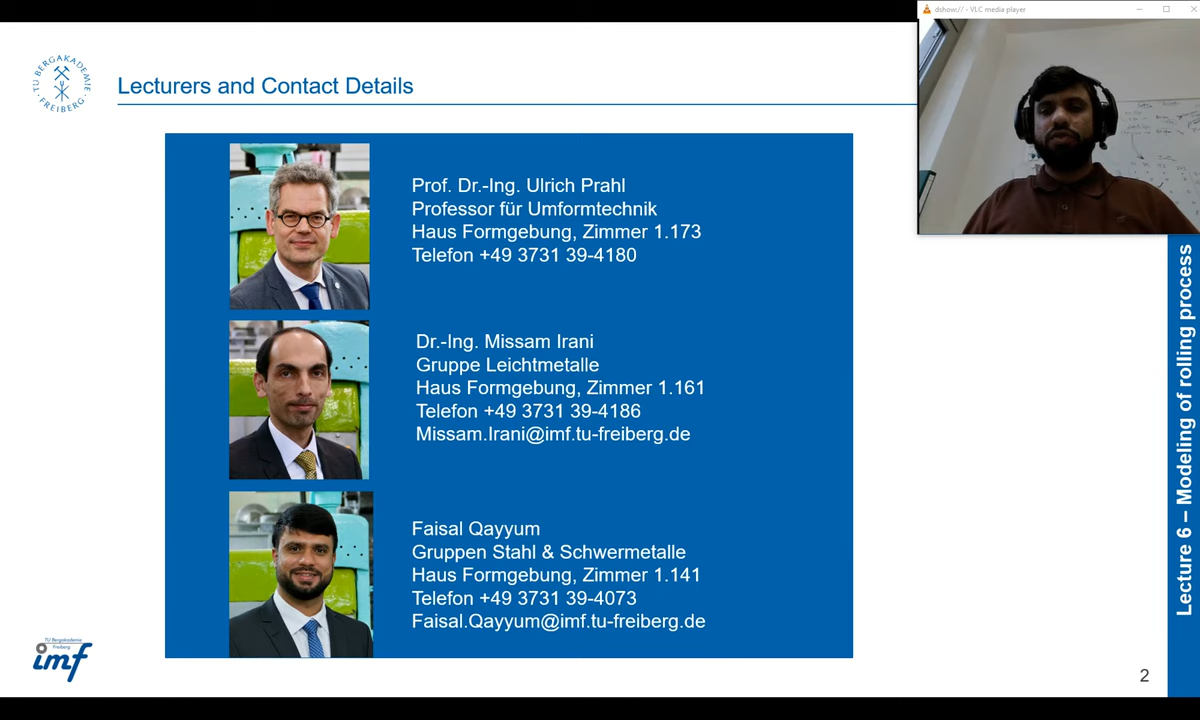 dshow:// - VLC media player
TU BERGAKADEMIE
FREIBERG
Lecturers and Contact Details
Prof. Dr.-Ing. Ulrich Prahl
Professor für Umformtechnik
Haus Formgebung, Zimmer 1.173
Telefon +49 3731 39-4180
Dr.-Ing. Missam Irani
Gruppe Leichtmetalle
Haus Formgebung, Zimmer 1.161
Telefon +49 3731 39-4186
Missam.Irani@imf.tu-freiberg.de
Faisal Qayyum
Gruppen Stahl & Schwermetalle
Haus Formgebung, Zimmer 1.141
Telefon +49 3731 39-4073
Faisal.Qayyum@imf.tu-freiberg.de
Lecture 6 – Modeling of rolling process
TU Bergakademie
Freiberg
imf
2